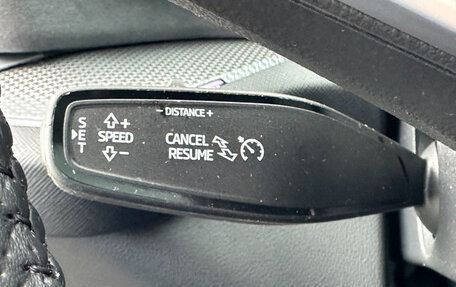 - DISTANCE +
SET
+
SPEED
-
CANCEL
RESUME